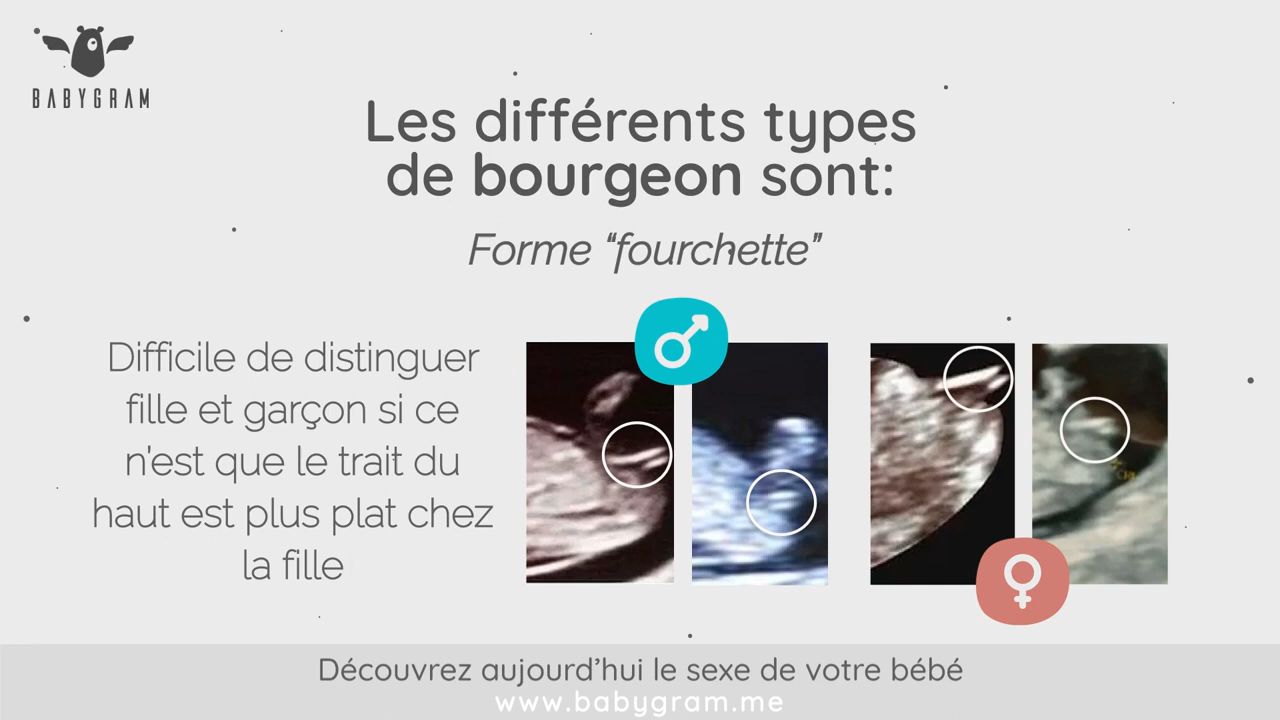 BABYGRAM
Les différents types
de bourgeon sont:
Forme “fourchette”
Difficile de distinguer
fille et garçon si ce
n'est que le trait du
haut est plus plat chez
la fille
Découvrez aujourd’hui le sexe de votre bébé
www.babygram.me